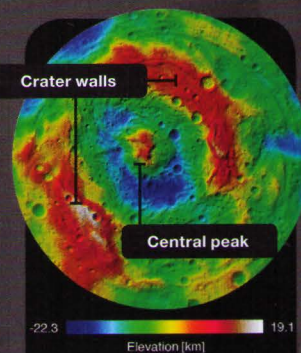 Crater walls
Central peak
-22.3 19.1
Elevation [km]